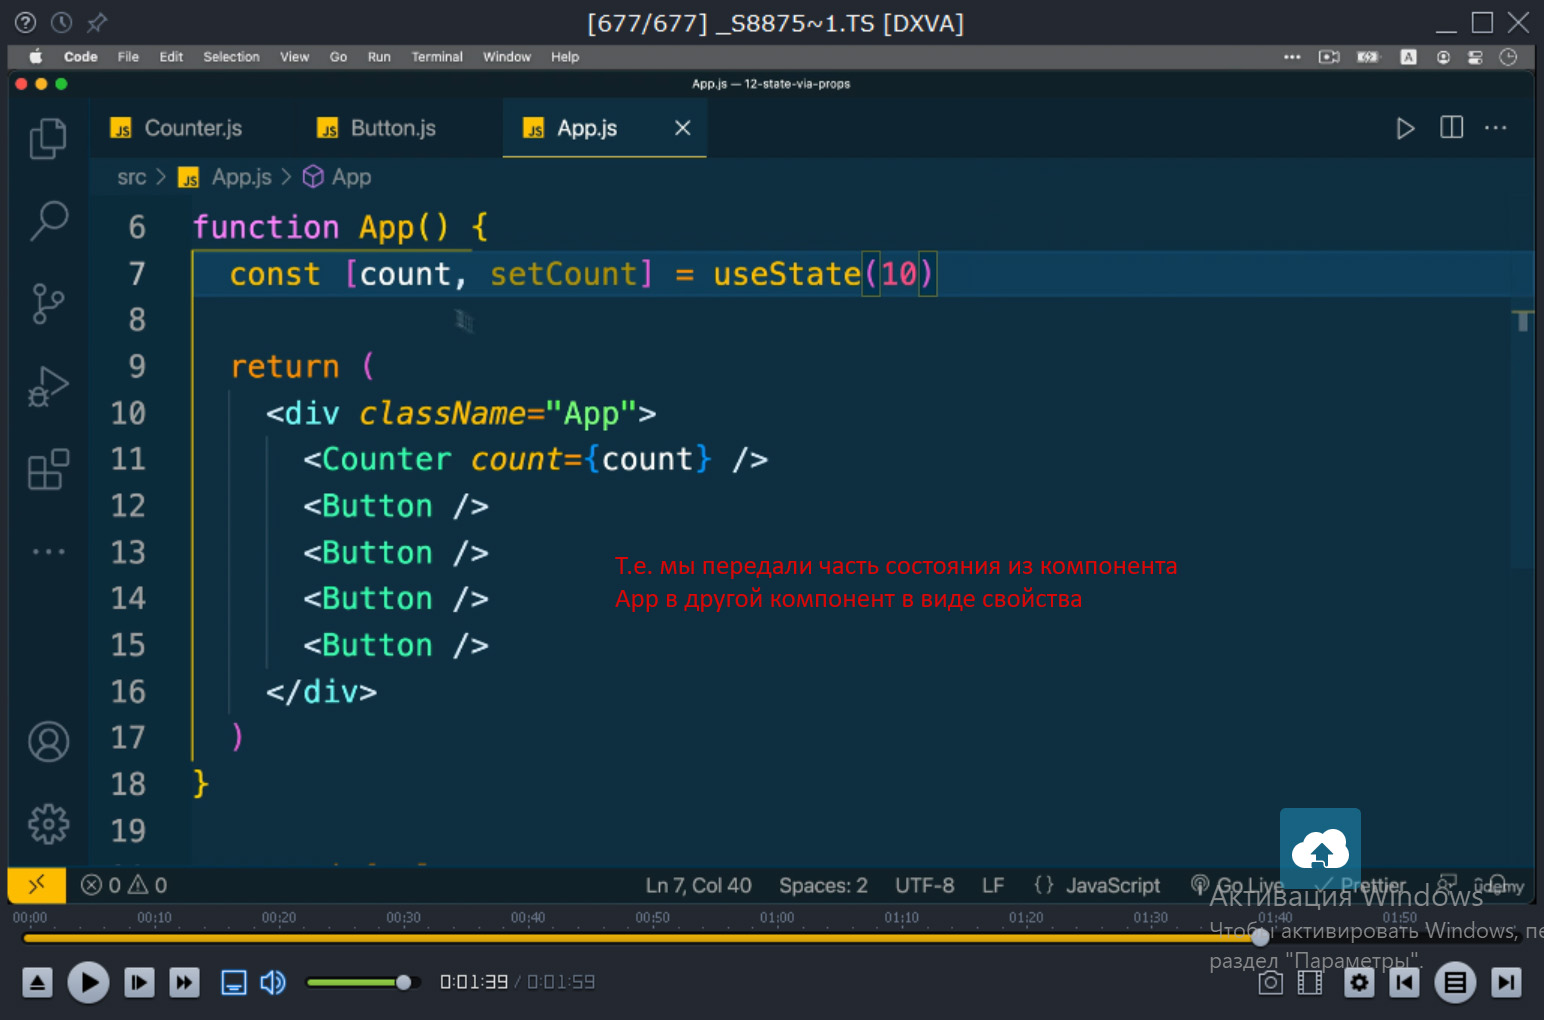 [677/677] _S8875~1.TS [DXVA]
Code File Edit Selection View Go Run Terminal Window Help
App.js — 12-state-via-props
JS Counter.js JS Button.js JS App.js
src > JS App.js > App
6 function App() {
7 const [count, setCount] = useState(10)
8
9 return (
10 <div className="App">
11 <Counter count={count} />
12 <Button />
13 <Button />
14 <Button />
15 <Button />
16 </div>
17 )
18 }
19
Т.е. мы передали часть состояния из компонента
App в другой компонент в виде свойства
0 0 Ln 7, Col 40 Spaces: 2 UTF-8 LF {} JavaScript Go Live Prettier
ûdemy
Активация Windows
Чтобы активировать Windows, пе
раздел "Параметры".
00:00 00:10 00:20 00:30 00:40 00:50 01:00 01:10 01:20 01:30 01:40 01:50
0:01:39 / 0:01:59